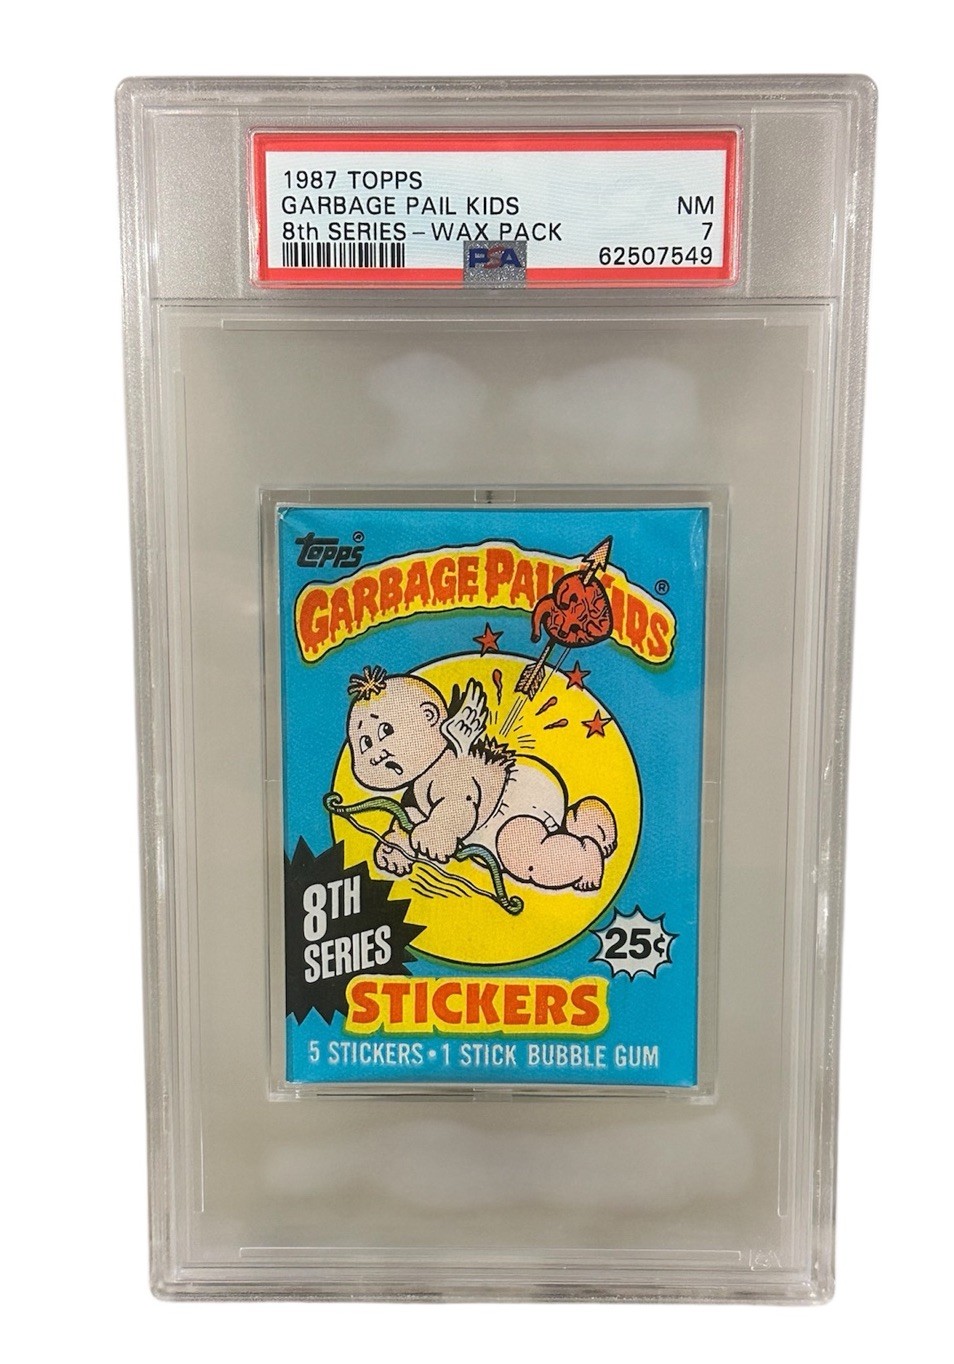 1987 TOPPS
GARBAGE PAIL KIDS NM
8th SERIES-WAX PACK 7
PSA 62507549
topps®
GARBAGE PAIL KIDS®
8TH
SERIES
25¢
STICKERS
5 STICKERS•1 STICK BUBBLE GUM